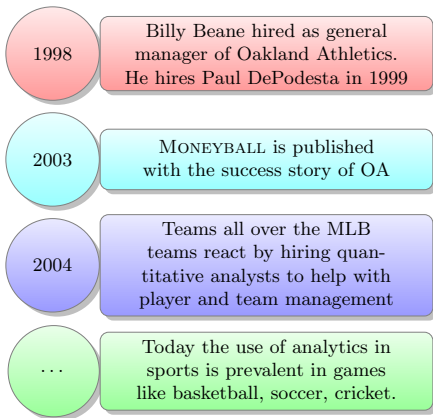 1998
Billy Beane hired as general
manager of Oakland Athletics.
He hires Paul DePodesta in 1999
2003
MONEYBALL is published
with the success story of OA
2004
Teams all over the MLB
teams react by hiring quan-
titative analysts to help with
player and team management
...
Today the use of analytics in
sports is prevalent in games
like basketball, soccer, cricket.